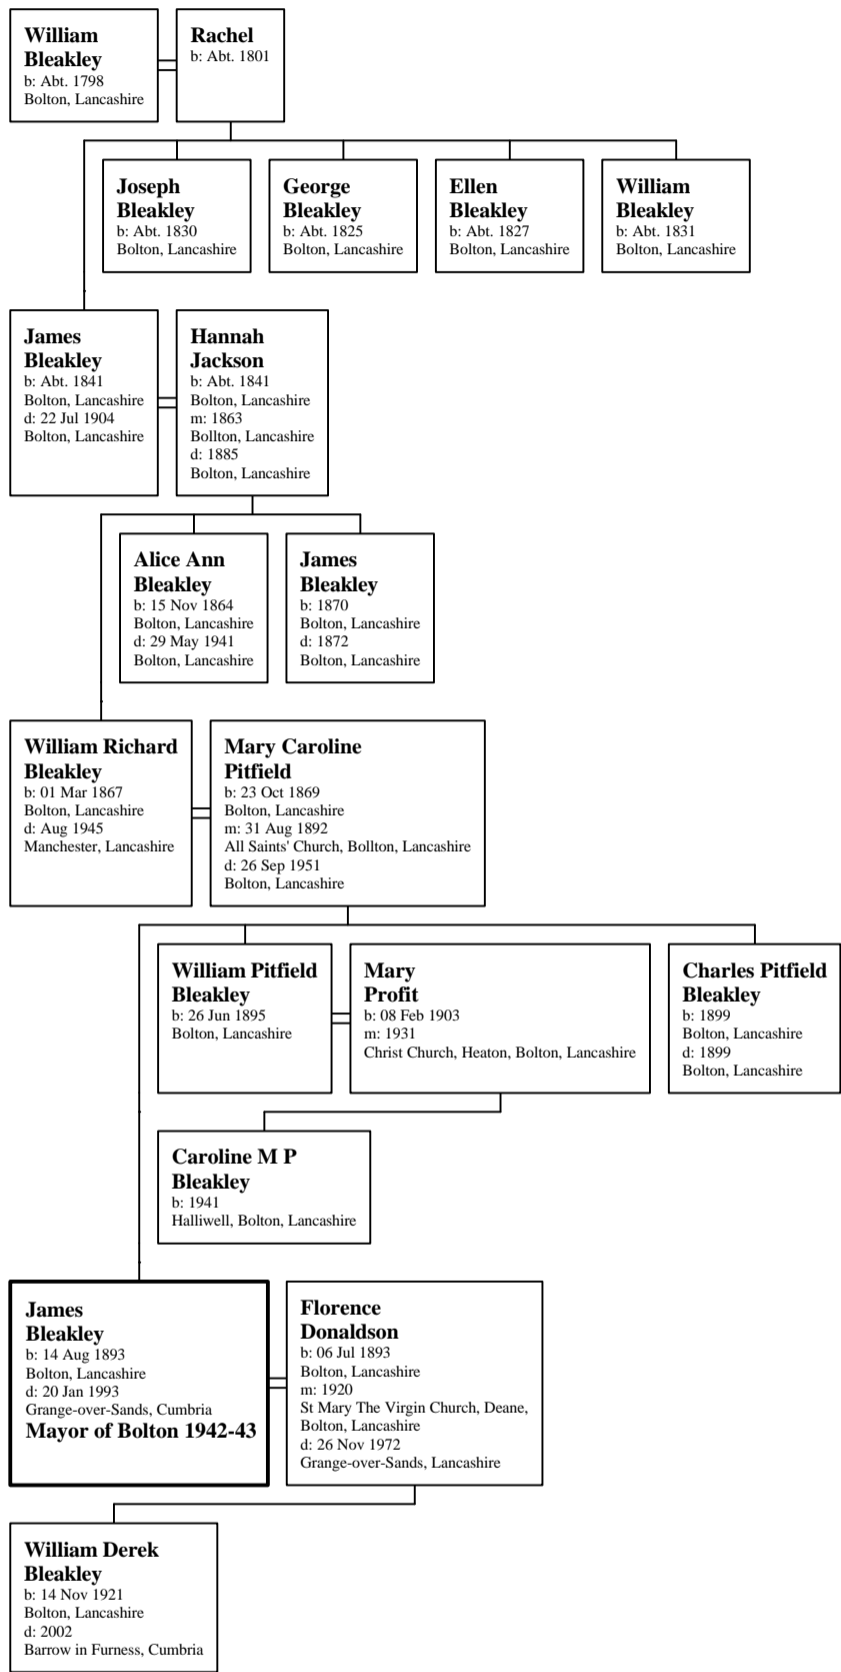 William
Bleakley
b: Abt. 1798
Bolton, Lancashire
Rachel
b: Abt. 1801
Joseph
Bleakley
b: Abt. 1830
Bolton, Lancashire
George
Bleakley
b: Abt. 1825
Bolton, Lancashire
Ellen
Bleakley
b: Abt. 1827
Bolton, Lancashire
William
Bleakley
b: Abt. 1831
Bolton, Lancashire
James
Bleakley
b: Abt. 1841
Bolton, Lancashire
d: 22 Jul 1904
Bolton, Lancashire
Hannah
Jackson
b: Abt. 1841
Bolton, Lancashire
m: 1863
Bollton, Lancashire
d: 1885
Bolton, Lancashire
Alice Ann
Bleakley
b: 15 Nov 1864
Bolton, Lancashire
d: 29 May 1941
Bolton, Lancashire
James
Bleakley
b: 1870
Bolton, Lancashire
d: 1872
Bolton, Lancashire
William Richard
Bleakley
b: 01 Mar 1867
Bolton, Lancashire
d: Aug 1945
Manchester, Lancashire
Mary Caroline
Pitfield
b: 23 Oct 1869
Bolton, Lancashire
m: 31 Aug 1892
All Saints' Church, Bollton, Lancashire
d: 26 Sep 1951
Bolton, Lancashire
William Pitfield
Bleakley
b: 26 Jun 1895
Bolton, Lancashire
Mary
Profit
b: 08 Feb 1903
m: 1931
Christ Church, Heaton, Bolton, Lancashire
Charles Pitfield
Bleakley
b: 1899
Bolton, Lancashire
d: 1899
Bolton, Lancashire
Caroline M P
Bleakley
b: 1941
Halliwell, Bolton, Lancashire
James
Bleakley
b: 14 Aug 1893
Bolton, Lancashire
d: 20 Jan 1993
Grange-over-Sands, Cumbria
Mayor of Bolton 1942-43
Florence
Donaldson
b: 06 Jul 1893
Bolton, Lancashire
m: 1920
St Mary The Virgin Church, Deane,
Bolton, Lancashire
d: 26 Nov 1972
Grange-over-Sands, Lancashire
William Derek
Bleakley
b: 14 Nov 1921
Bolton, Lancashire
d: 2002
Barrow in Furness, Cumbria